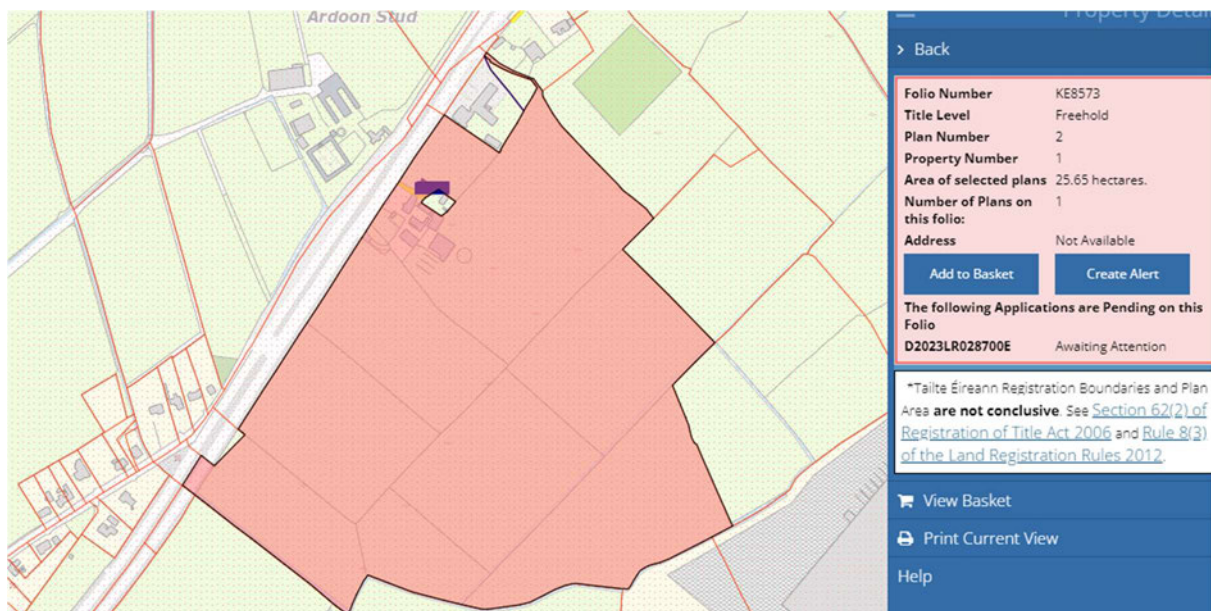 Ardoon Stud
Property Detai
> Back
Folio Number KE8573
Title Level Freehold
Plan Number 2
Property Number 1
Area of selected plans 25.65 hectares.
Number of Plans on 1
this folio:
Address Not Available
Add to Basket Create Alert
The following Applications are Pending on this
Folio
D2023LR028700E Awaiting Attention
*Tailte Éireann Registration Boundaries and Plan
Area are not conclusive. See Section 62(2) of
Registration of Title Act 2006 and Rule 8(3)
of the Land Registration Rules 2012.
View Basket
Print Current View
Help